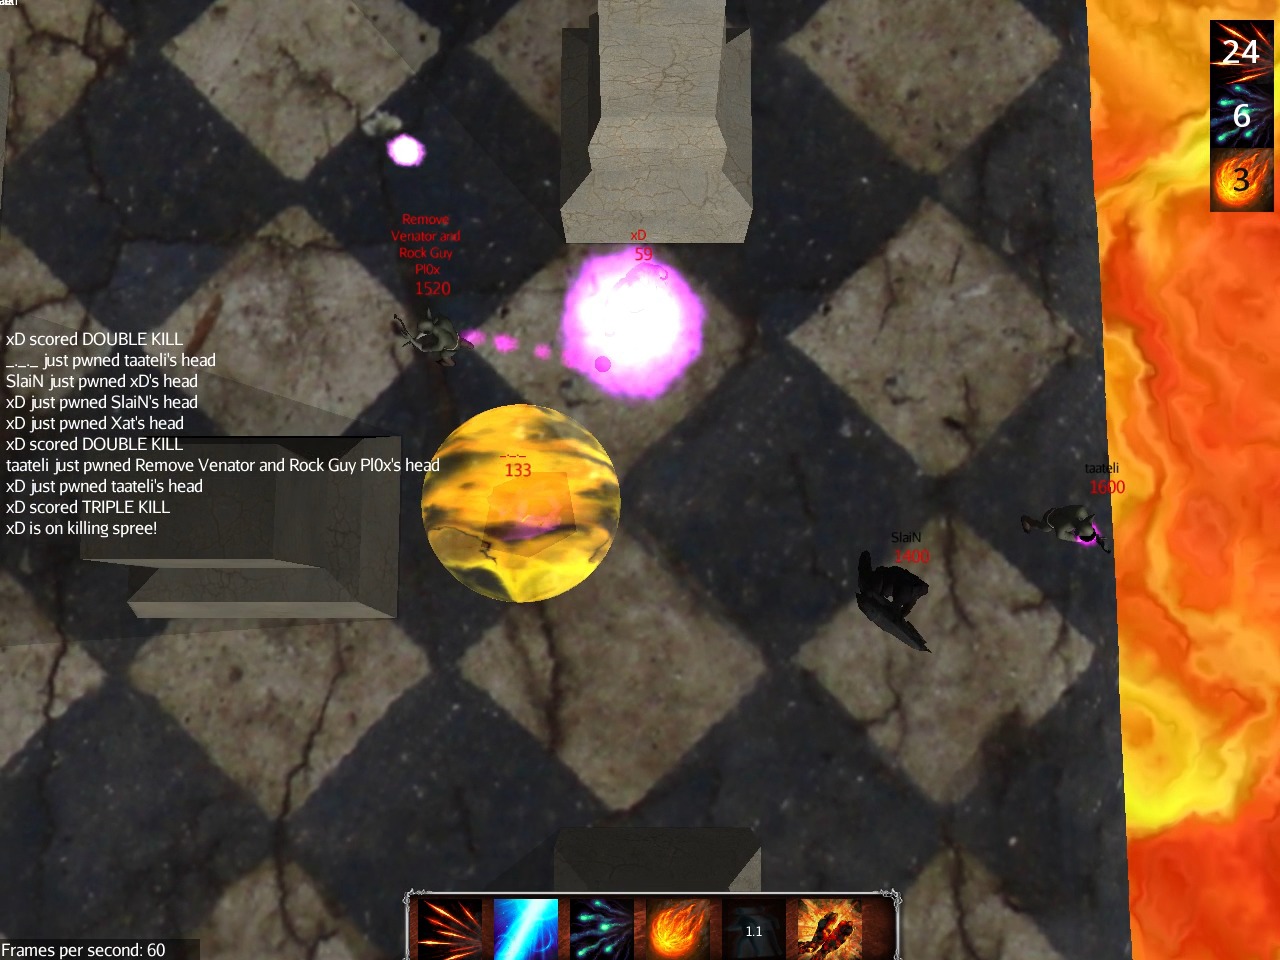 24
6
3
Remove
Venator and
Rock Guy
Pl0x
1520
xD
59
xD scored DOUBLE KILL
_._._ just pwned taateli's head
SlaiN just pwned xD's head
xD just pwned SlaiN's head
xD just pwned Xat's head
xD scored DOUBLE KILL
taateli just pwned Remove Venator and Rock Guy Pl0x's head
xD just pwned taateli's head
xD scored TRIPLE KILL
xD is on killing spree!
_._._
133
taateli
1600
SlaiN
1400
1.1
Frames per second: 60